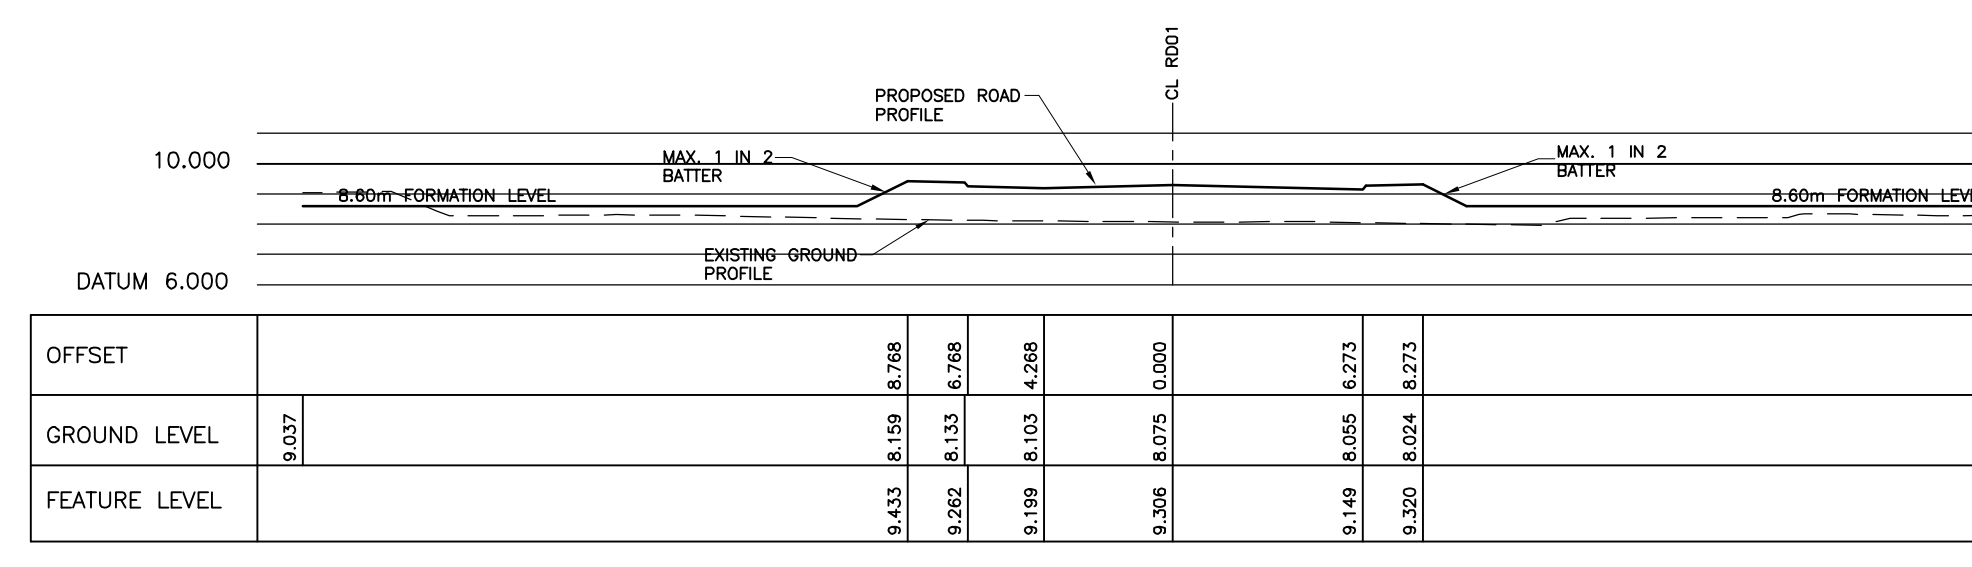 CL RD01
PROPOSED ROAD
PROFILE
10.000
MAX. 1 IN 2
BATTER
MAX. 1 IN 2
BATTER
8.60m FORMATION LEVEL
8.60m FORMATION LEVE
EXISTING GROUND
PROFILE
DATUM 6.000
OFFSET 8.768 6.768 4.268 0.000 6.273 8.273
GROUND LEVEL 9.037 8.159 8.133 8.103 8.075 8.055 8.024
FEATURE LEVEL 9.433 9.262 9.199 9.306 9.149 9.320